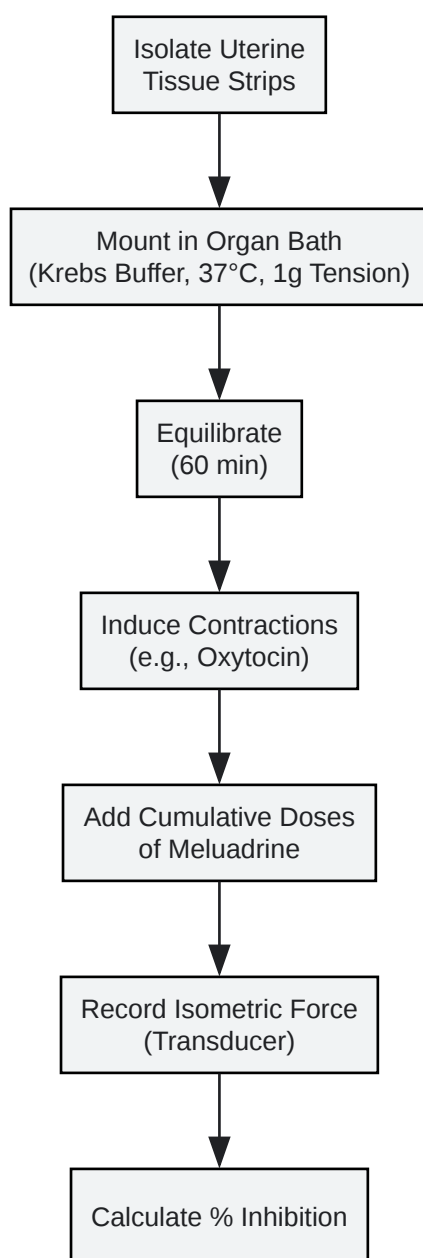 Isolate Uterine
Tissue Strips
Mount in Organ Bath
(Krebs Buffer, 37°C, 1g Tension)
Equilibrate
(60 min)
Induce Contractions
(e.g., Oxytocin)
Add Cumulative Doses
of Meluadrine
Record Isometric Force
(Transducer)
Calculate % Inhibition